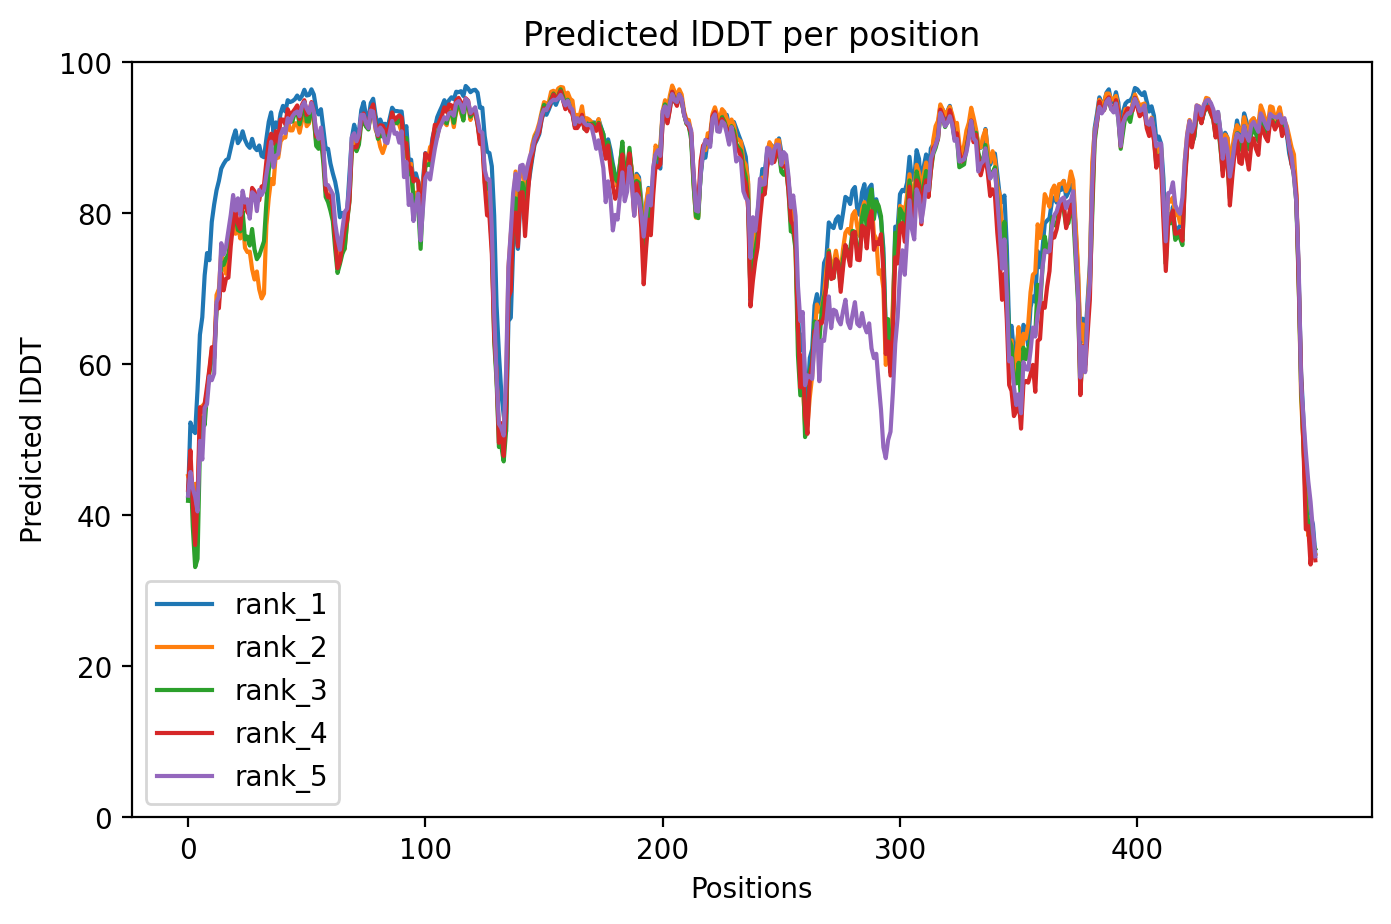 Predicted lDDT per position
Predicted lDDT
100
80
60
40
20
0
rank_1
rank_2
rank_3
rank_4
rank_5
0 100 200 300 400
Positions